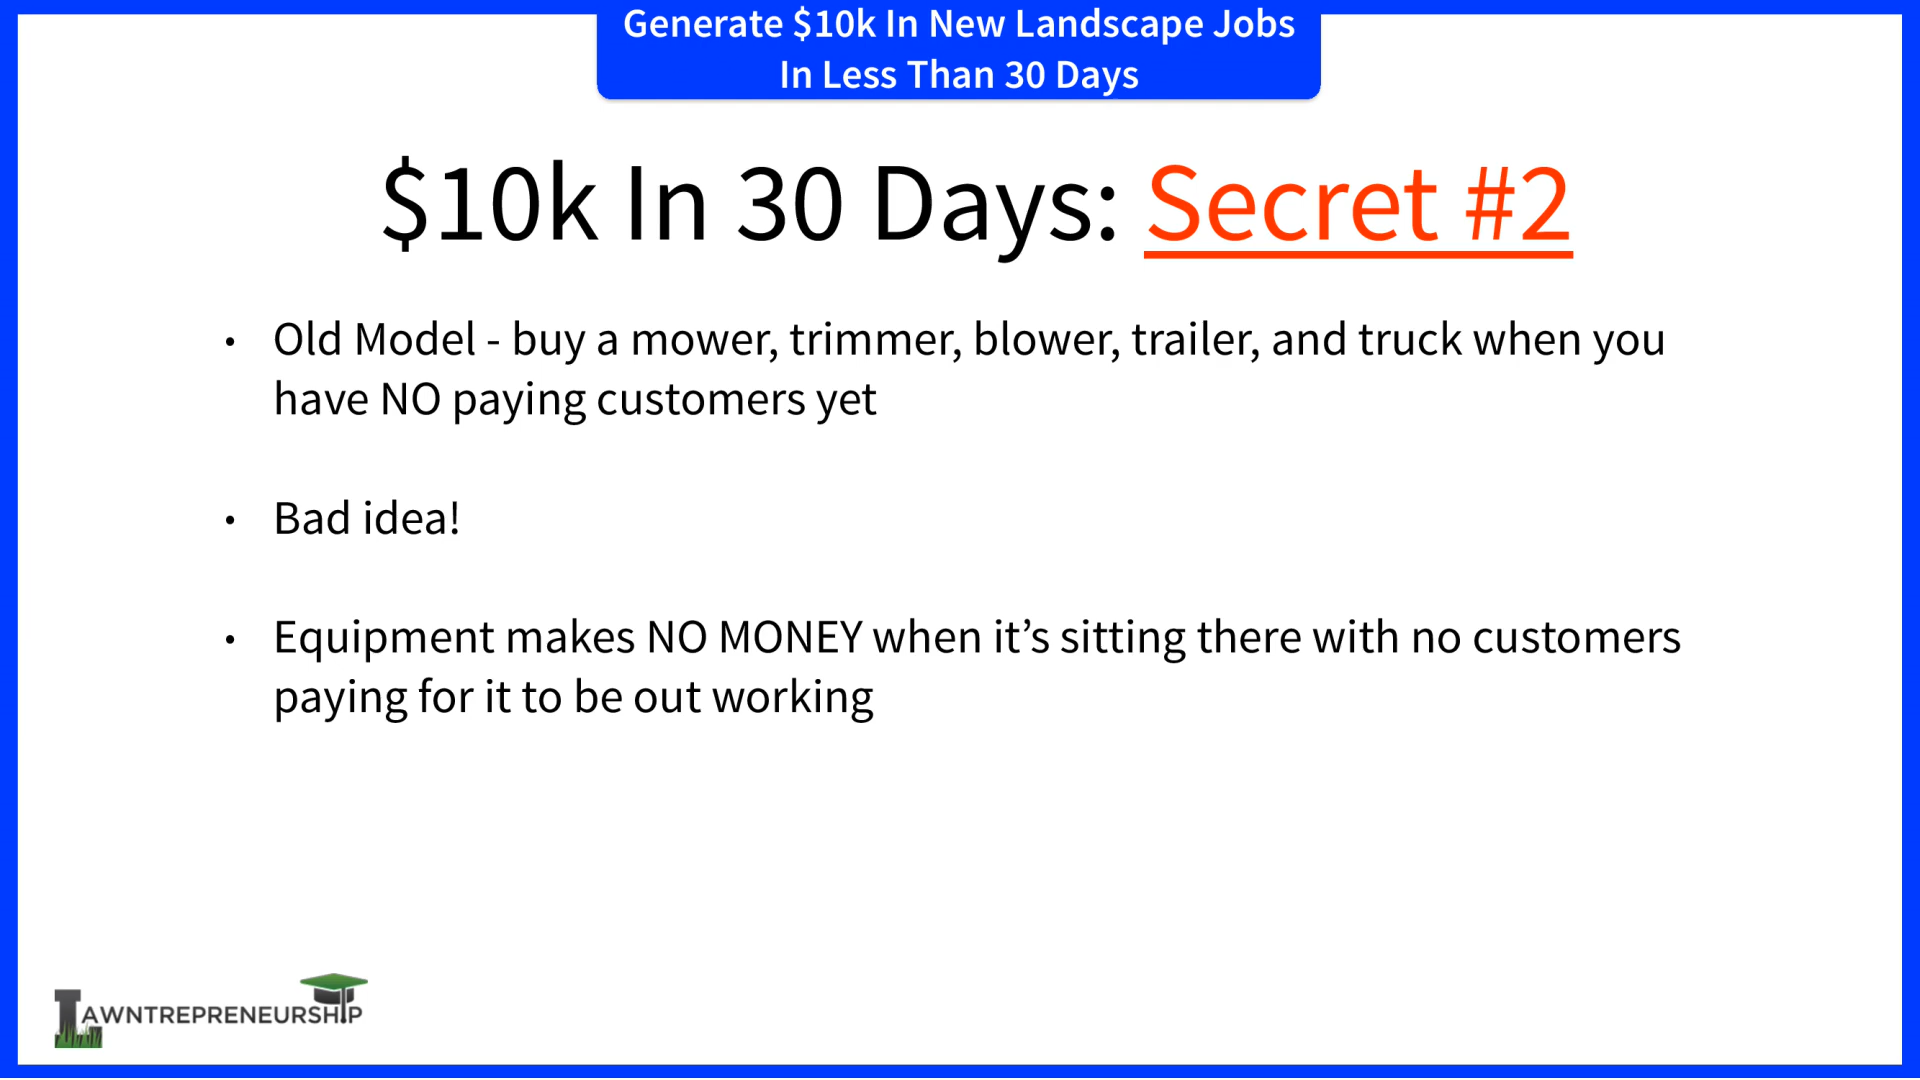 Generate $10k In New Landscape Jobs
In Less Than 30 Days
$10k In 30 Days: Secret #2
• Old Model - buy a mower, trimmer, blower, trailer, and truck when you
have NO paying customers yet
• Bad idea!
• Equipment makes NO MONEY when it’s sitting there with no customers
paying for it to be out working
LAWNTREPRENEURSHIP